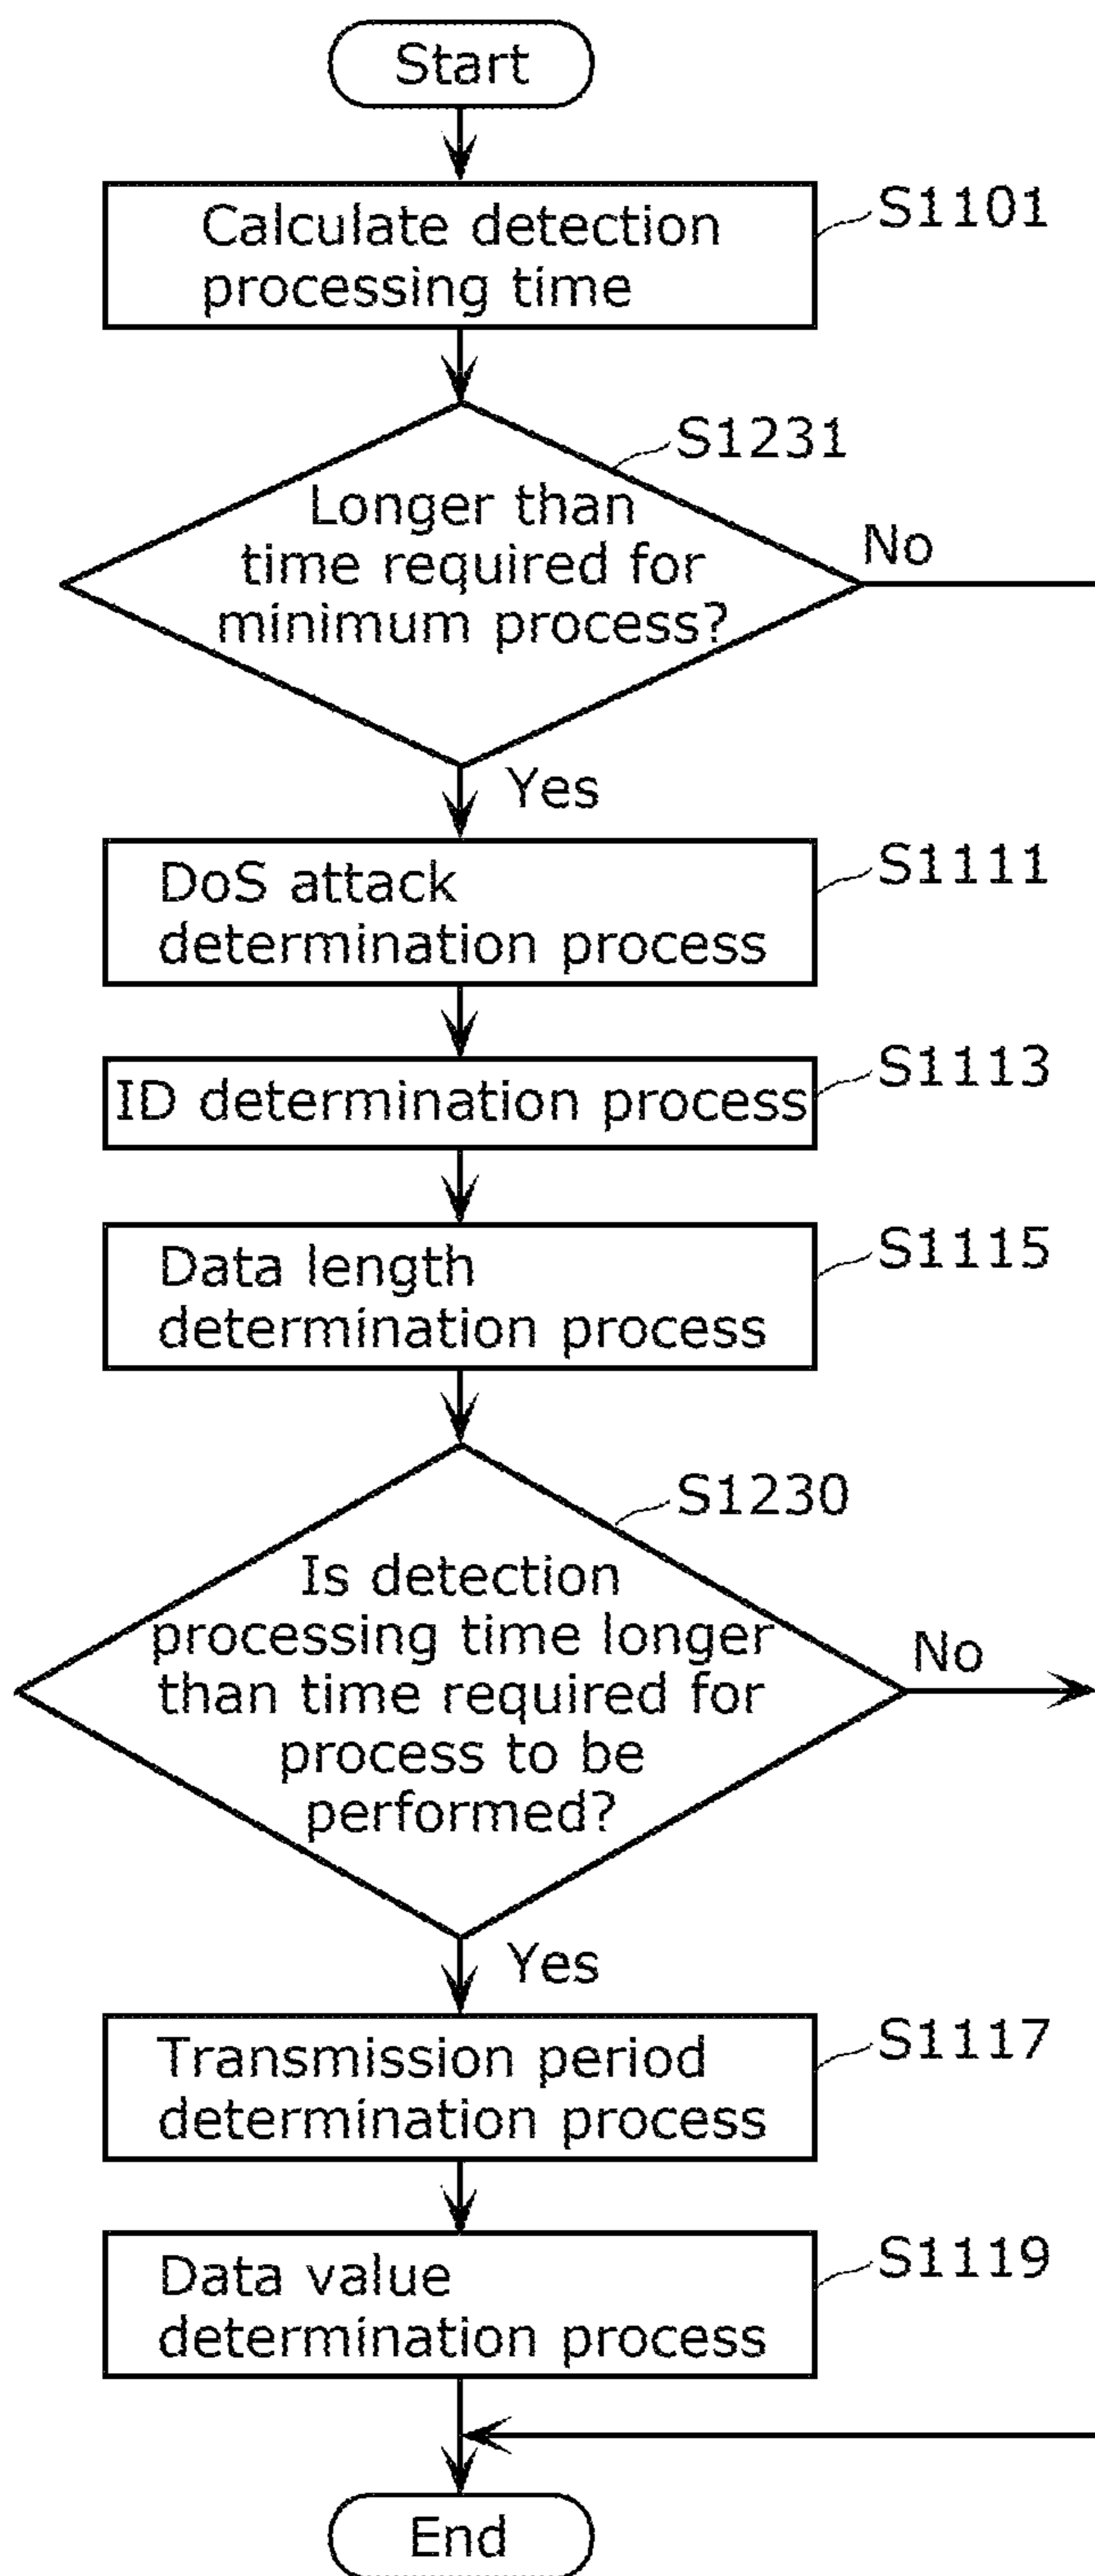 Start
Calculate detection
processing time
S1101
S1231
Longer than
time required for
minimum process?
No
Yes
DoS attack
determination process
S1111
ID determination process
S1113
Data length
determination process
S1115
S1230
Is detection
processing time longer
than time required for
process to be
performed?
No
Yes
Transmission period
determination process
S1117
Data value
determination process
S1119
End